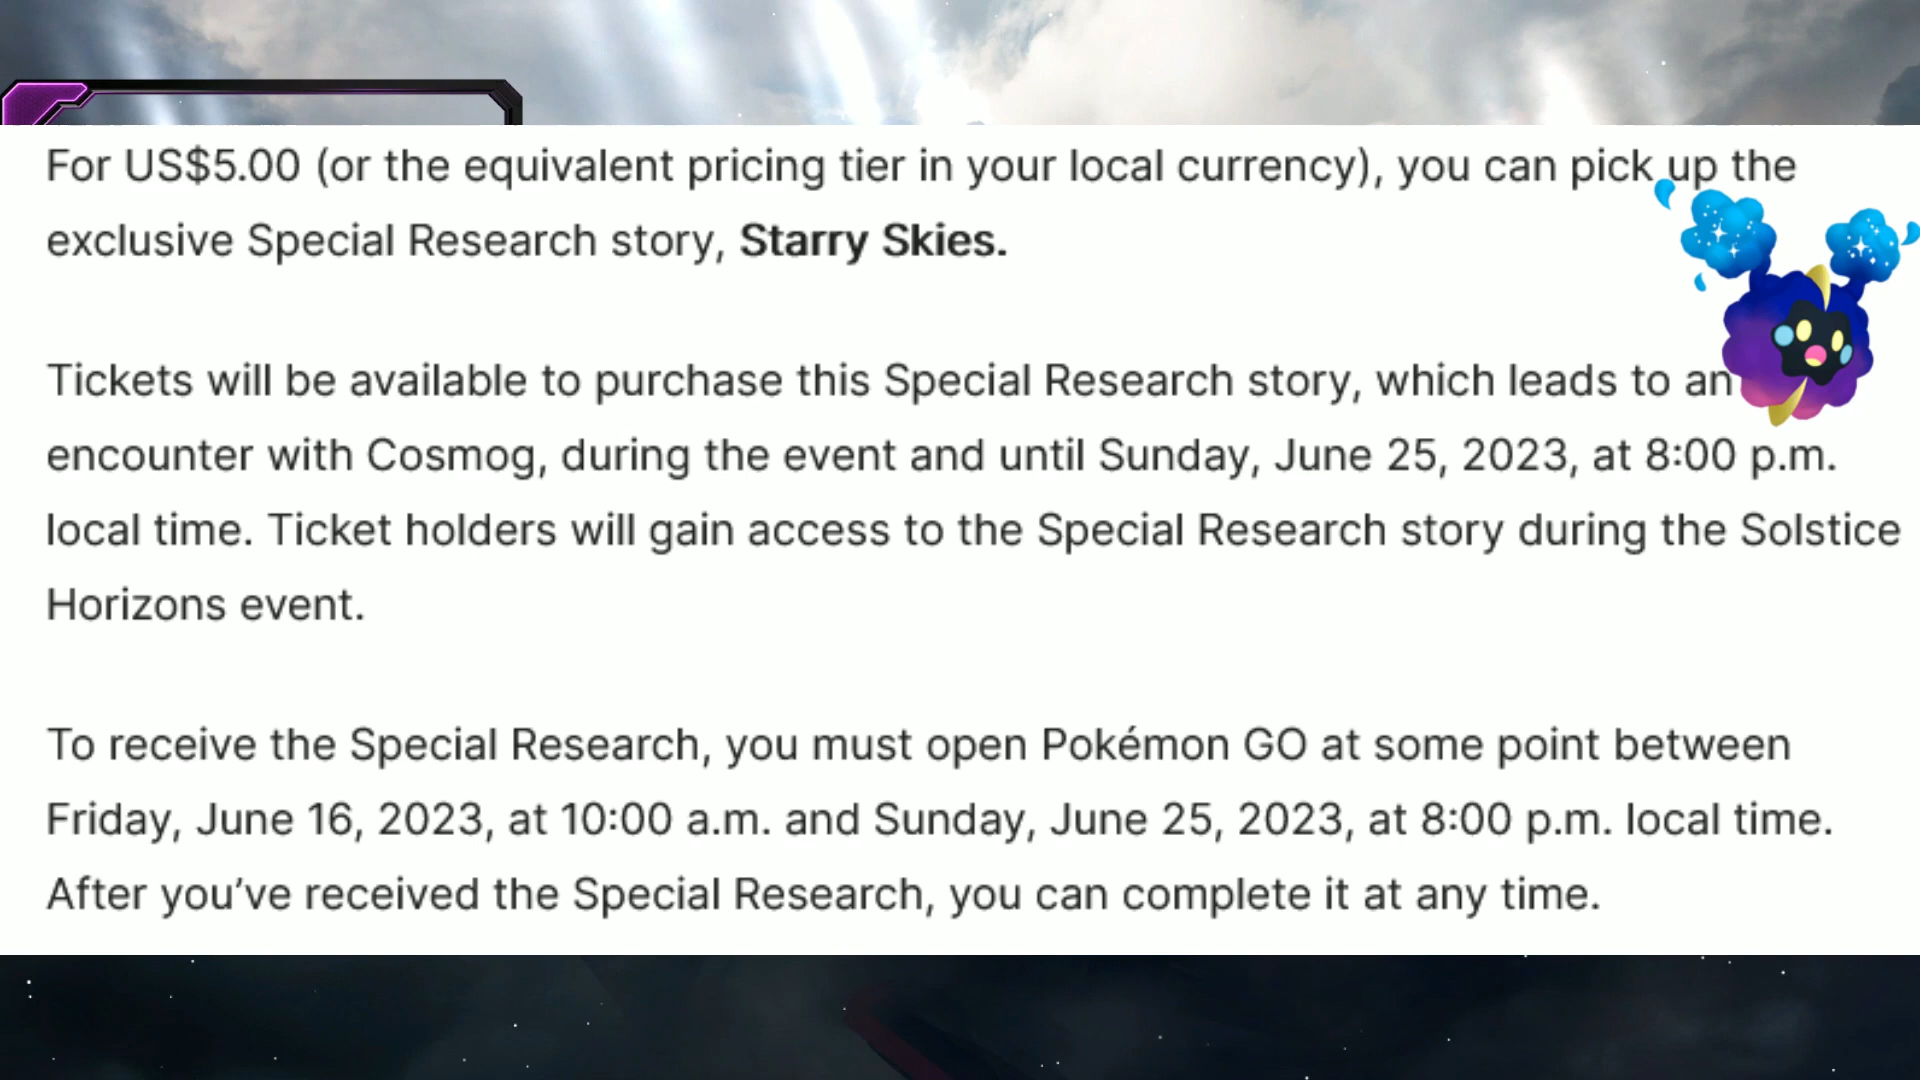 For US$5.00 (or the equivalent pricing tier in your local currency), you can pick up the
exclusive Special Research story, Starry Skies.
Tickets will be available to purchase this Special Research story, which leads to an
encounter with Cosmog, during the event and until Sunday, June 25, 2023, at 8:00 p.m.
local time. Ticket holders will gain access to the Special Research story during the Solstice
Horizons event.
To receive the Special Research, you must open Pokémon GO at some point between
Friday, June 16, 2023, at 10:00 a.m. and Sunday, June 25, 2023, at 8:00 p.m. local time.
After you’ve received the Special Research, you can complete it at any time.